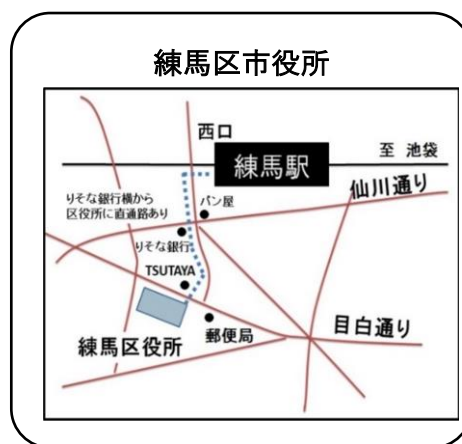 練馬区市役所
西口
練馬駅
至 池袋
仙川通り
りそな銀行横から
区役所に直通路あり
パン屋
りそな銀行
TSUTAYA
練馬区役所
郵便局
目白通り